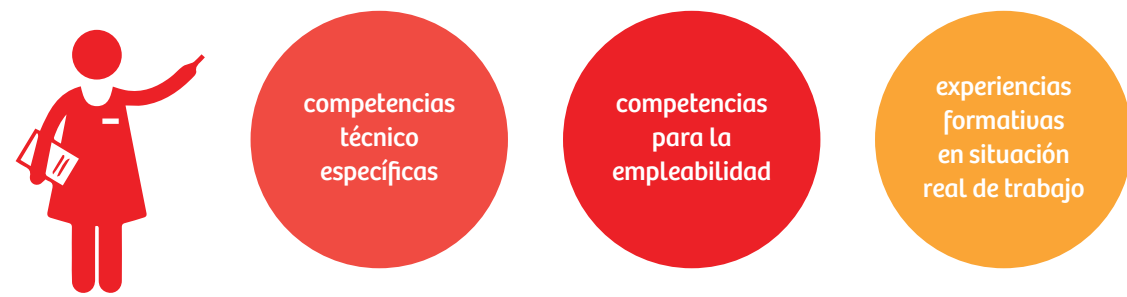 competencias
técnico
específicas
competencias
para la
empleabilidad
experiencias
formativas
en situación
real de trabajo